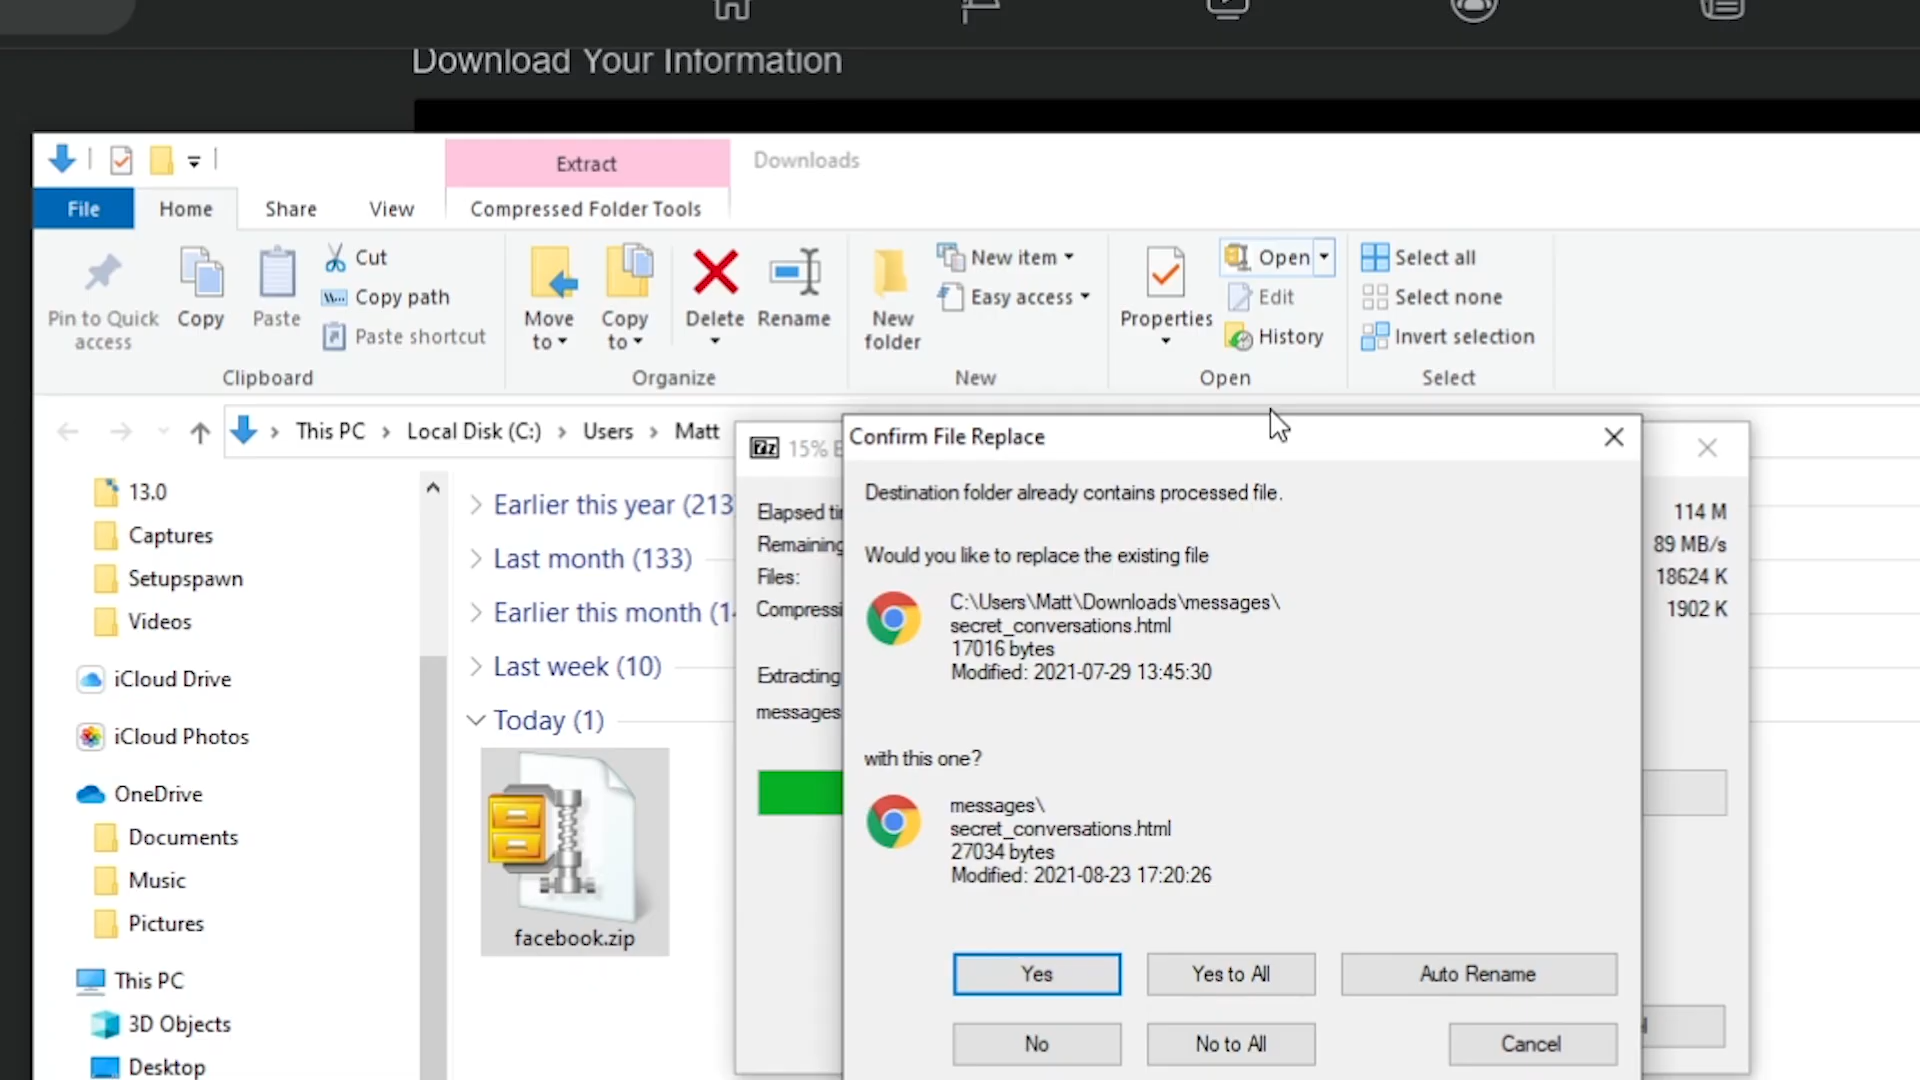 Download Your Information
Extract
Downloads
File
Home
Share
View
Compressed Folder Tools
Pin to Quick
access
Copy
Paste
Cut
Copy path
Paste shortcut
Clipboard
Move
to
Copy
to
Delete
Rename
Organize
New
folder
New item
Easy access
New
Properties
Open
Edit
History
Open
Select all
Select none
Invert selection
Select
This PC > Local Disk (C:) > Users > Matt
13.0
Captures
Setupspawn
Videos
iCloud Drive
iCloud Photos
OneDrive
Documents
Music
Pictures
This PC
3D Objects
Desktop
Earlier this year (213
Last month (133)
Earlier this month
Last week (10)
Today (1)
facebook.zip
15%
Elapsed
Remaining
Files:
Extracting
messages
114 M
89 MB/s
18624 K
1902 K
Confirm File Replace
Destination folder already contains processed file.
Would you like to replace the existing file
C:\Users\Matt\Downloads\messages\
secret_conversations.html
17016 bytes
Modified: 2021-07-29 13:45:30
with this one?
messages\
secret_conversations.html
27034 bytes
Modified: 2021-08-23 17:20:26
Yes
Yes to All
Auto Rename
No
No to All
Cancel